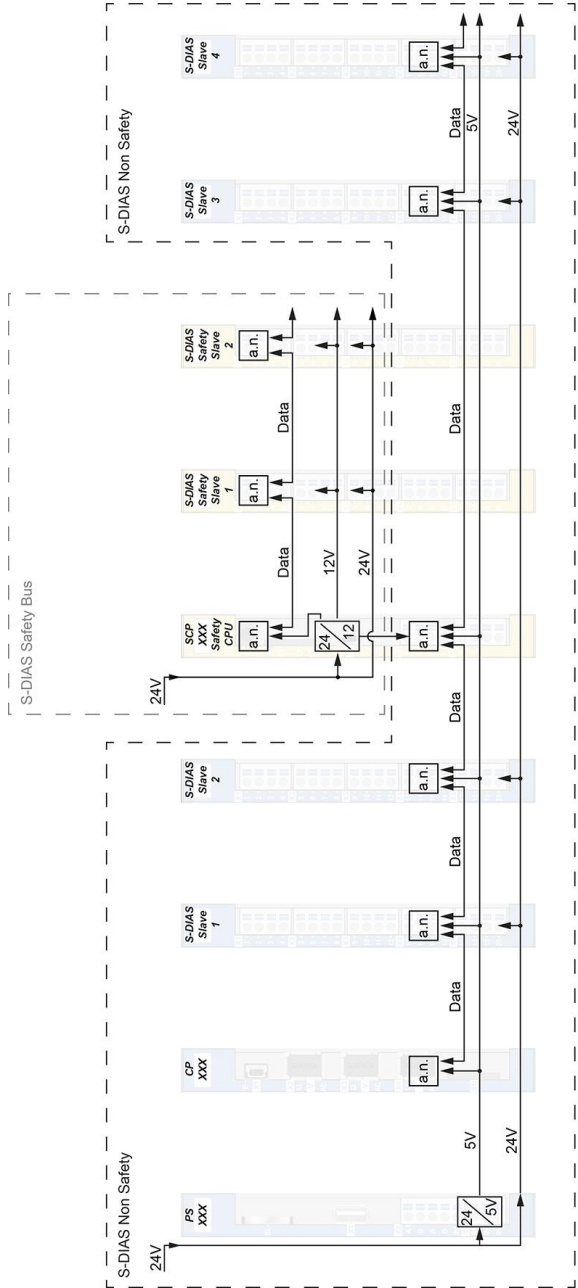 S-DIAS Non Safety
24V
PS
XXX
24
5V
5V
24V
CP
XXX
a.n.
Data
S-DIAS
Slave
1
a.n.
Data
S-DIAS
Slave
2
a.n.
Data
S-DIAS Safety Bus
24V
SCP
XXX
Safety
CPU
a.n.
24
12
a.n.
Data
12V
24V
S-DIAS
Safety
Slave
1
a.n.
Data
Data
S-DIAS
Safety
Slave
2
a.n.
S-DIAS Non Safety
S-DIAS
Slave
3
a.n.
Data
5V
24V
S-DIAS
Slave
4
a.n.